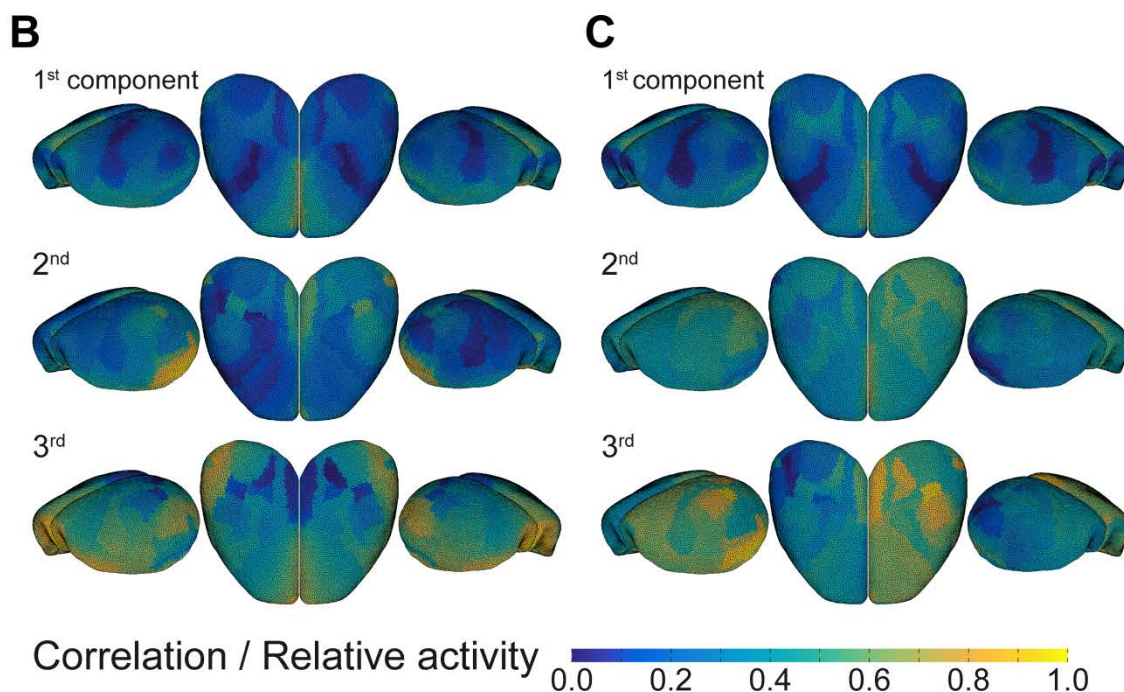 B
C
1st component
1st component
2nd
2nd
3rd
3rd
Correlation / Relative activity
0.0 0.2 0.4 0.6 0.8 1.0